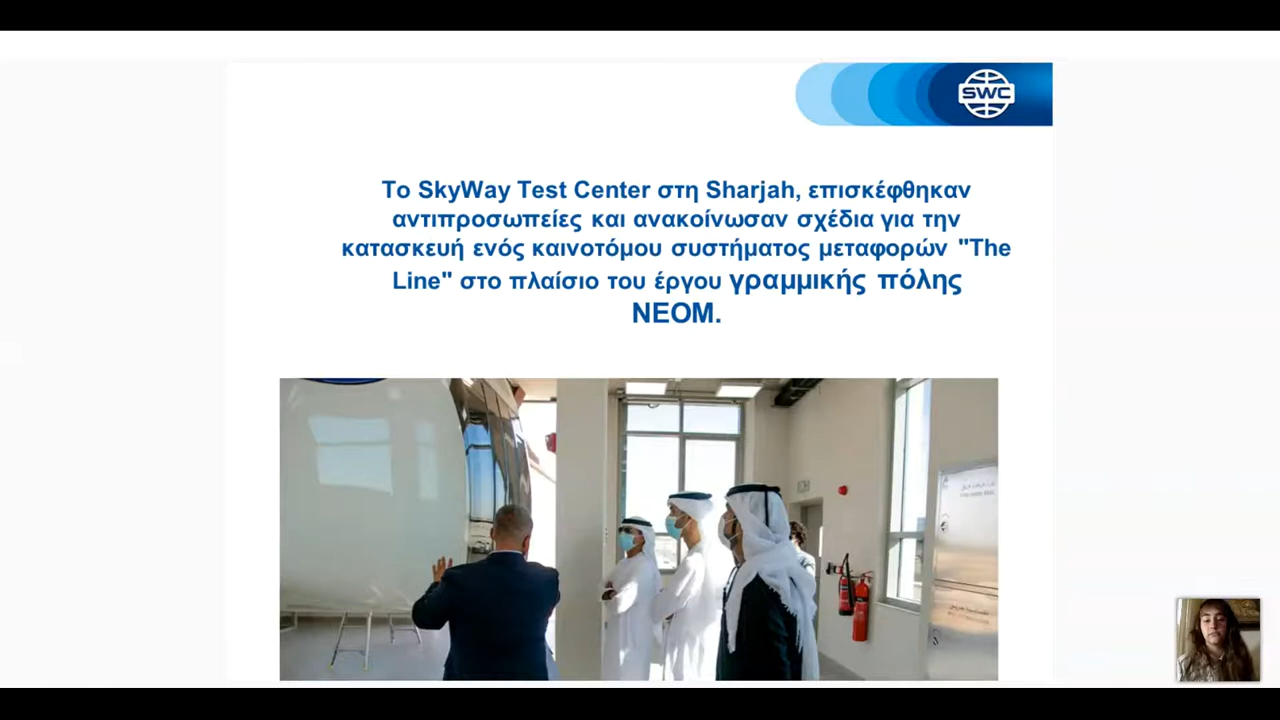 SWC
Το SkyWay Test Center στη Sharjah, επισκέφθηκαν
αντιπροσωπείες και ανακοίνωσαν σχέδια για την
κατασκευή ενός καινοτόμου συστήματος μεταφορών "The
Line" στο πλαίσιο του έργου γραμμικής πόλης
NEOM.